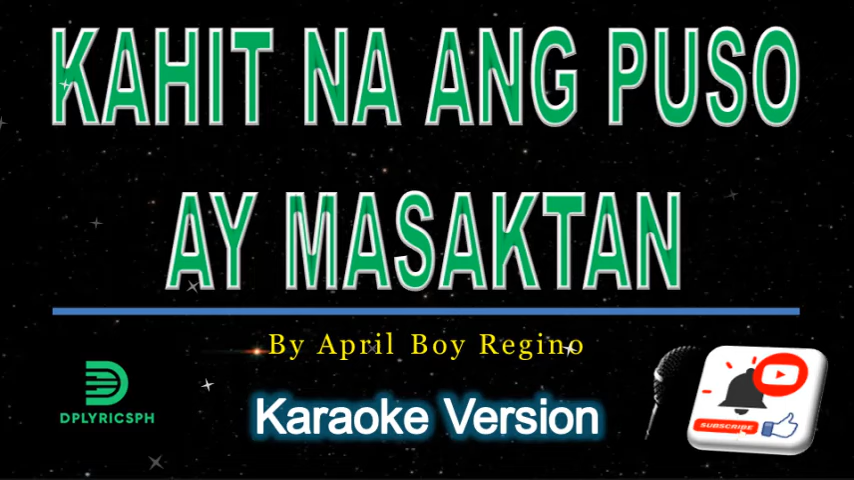 KAHIT NA ANG PUSO
AY MASAKTAN
By April Boy Regino
DPLYRICSPH
Karaoke Version
SUBSCRIBE